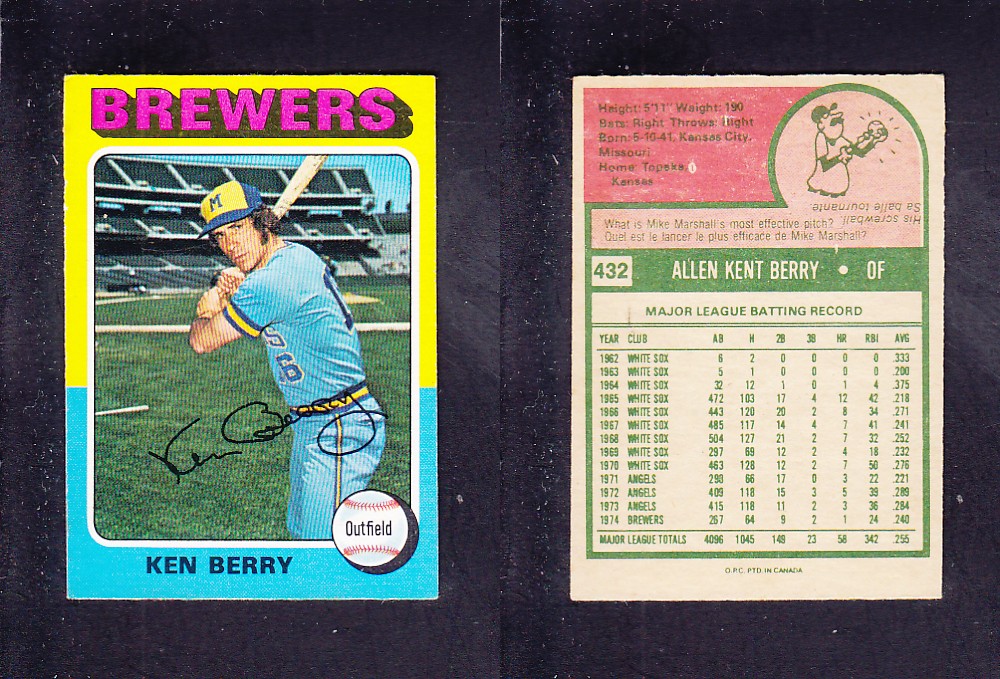 BREWERS
M
56
Ken Berry
Outfield
KEN BERRY
Height: 5'11" Weight: 190
Bats: Right Throws: Right
Born: 5-10-41, Kansas City,
Missouri
Home: Topeka,
Kansas
What is Mike Marshall's most effective pitch?
Quel est le lancer le plus efficace de Mike Marshall?
His screwball.
Sa balle tournante.
432 ALLEN KENT BERRY • OF
MAJOR LEAGUE BATTING RECORD
YEAR CLUB AB H 2B 3B HR RBI AVG
1962 WHITE SOX 6 2 0 0 0 0 .333
1963 WHITE SOX 5 1 0 0 0 0 .200
1964 WHITE SOX 32 12 1 0 1 4 .375
1965 WHITE SOX 472 103 17 4 12 42 .218
1966 WHITE SOX 443 120 20 2 8 34 .271
1967 WHITE SOX 485 117 14 4 7 41 .241
1968 WHITE SOX 504 127 21 2 7 32 .252
1969 WHITE SOX 297 69 12 2 4 18 .232
1970 WHITE SOX 463 128 12 2 7 50 .276
1971 ANGELS 298 66 17 0 3 22 .221
1972 ANGELS 409 118 15 3 5 39 .289
1973 ANGELS 415 118 11 2 3 36 .284
1974 BREWERS 267 64 9 2 1 24 .240
MAJOR LEAGUE TOTALS 4096 1045 149 23 58 342 .255
O.P.C. PTD. IN CANADA